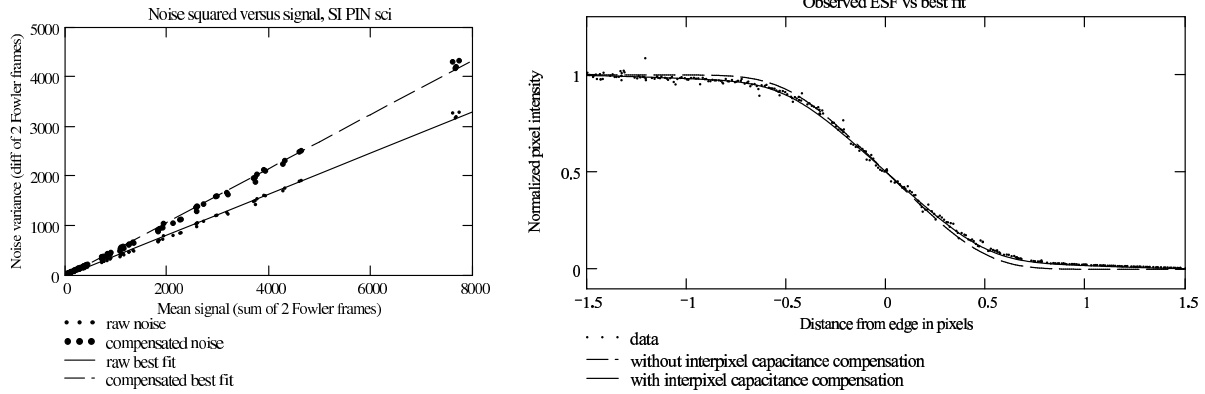 Noise squared versus signal, SI PIN sci
5000
4000
3000
2000
1000
0
Noise variance (diff of 2 Fowler frames)
0 2000 4000 6000 8000
Mean signal (sum of 2 Fowler frames)
raw noise
compensated noise
raw best fit
compensated best fit
Observed ESF vs best fit
1
0.5
0
Normalized pixel intensity
−1.5 −1 −0.5 0 0.5 1 1.5
Distance from edge in pixels
data
without interpixel capacitance compensation
with interpixel capacitance compensation